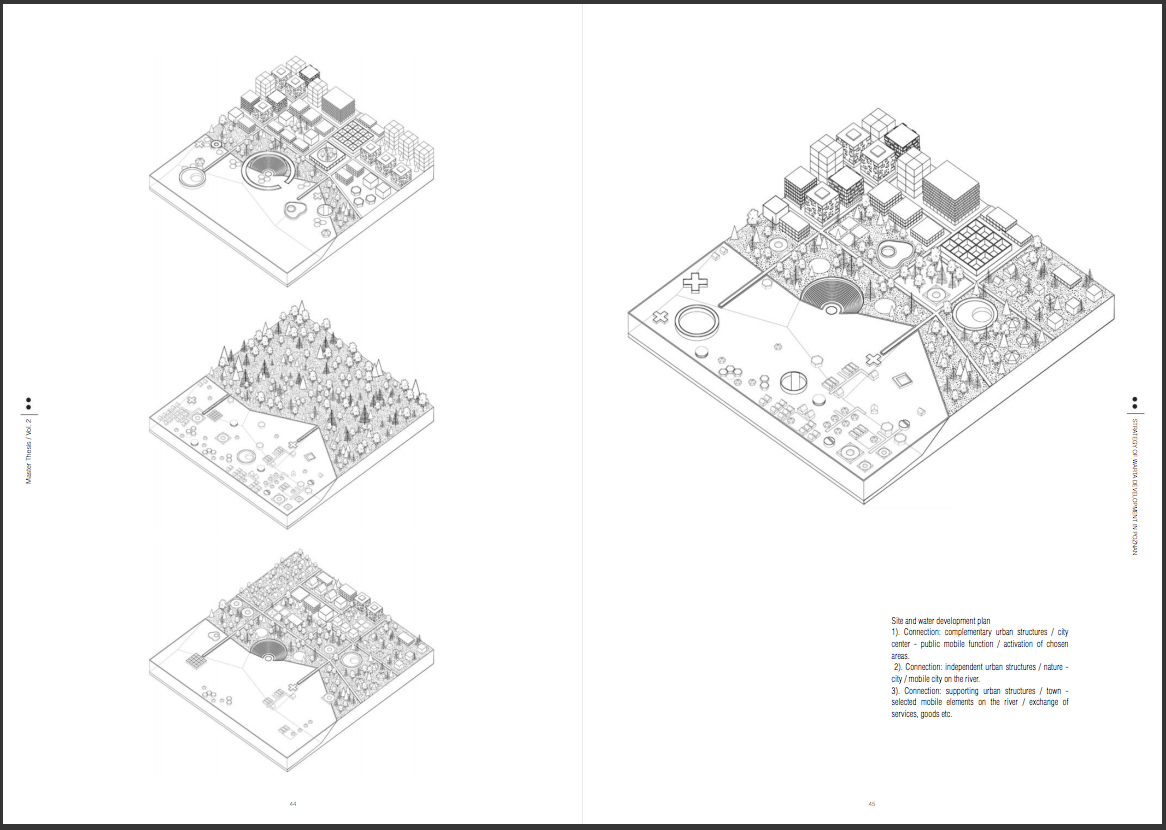 Master Thesis / Vol. 2
44
STRATEGY OF WARTA DEVELOPMENT IN POZNAN
Site and water development plan
1). Connection: complementary urban structures / city
center - public mobile function / activation of chosen
areas.
2). Connection: independent urban structures / nature -
city / mobile city on the river.
3). Connection: supporting urban structures / town -
selected mobile elements on the river / exchange of
services, goods etc.
45